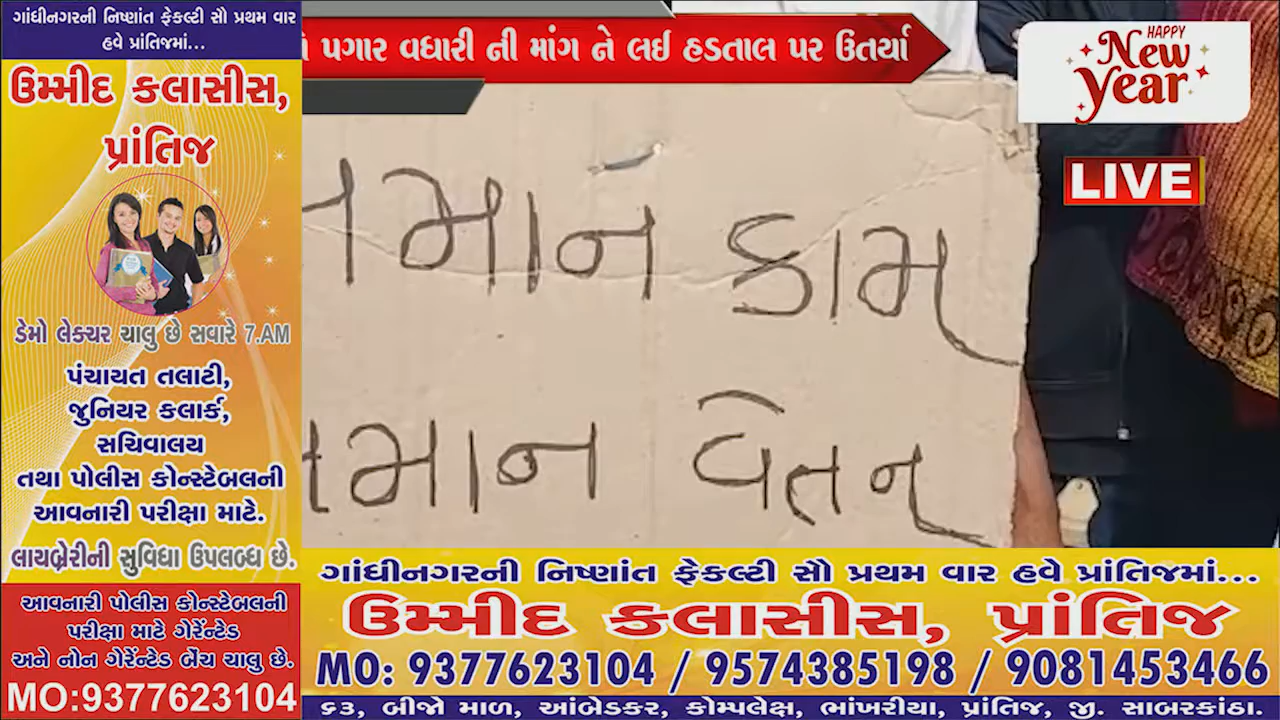 ગાંધીનગરની નિષ્ણાંત ફેકલ્ટી સૌ પ્રથમ વાર
હવે પ્રાંતિજમાં...
ઉમ્મીદ કલાસીસ,
પ્રાંતિજ
ડેમો લેક્ચર ચાલુ છે સવારે 7.AM
પંચાયત તલાટી,
જુનિયર કલાર્ક,
સચિવાલય
તથા પોલીસ કોન્સ્ટેબલની
આવનારી પરીક્ષા માટે.
લાયબ્રેરીની સુવિધા ઉપલબ્ધ છે.
આવનારી પોલીસ કોન્સ્ટેબલની
પરીક્ષા માટે ગેરેંન્ટેડ
અને નોન ગેરેંન્ટેડ બેંચ ચાલુ છે.
MO:9377623104
પગાર વધારી ની માંગ ને લઈ હડતાલ પર ઉતર્યા
HAPPY
New
Year
LIVE
સમાન કામ
સમાન વેતન
ગાંધીનગરની નિષ્ણાંત ફેકલ્ટી સૌ પ્રથમ વાર હવે પ્રાંતિજમાં...
ઉમ્મીદ કલાસીસ, પ્રાંતિજ
MO: 9377623104 / 9574385198 / 9081453466
૬૩, બીજો માળ, આંબેડકર, કોમ્પલેક્ષ, ભાંખરીયા, પ્રાંતિજ, જી. સાબરકાંઠા.